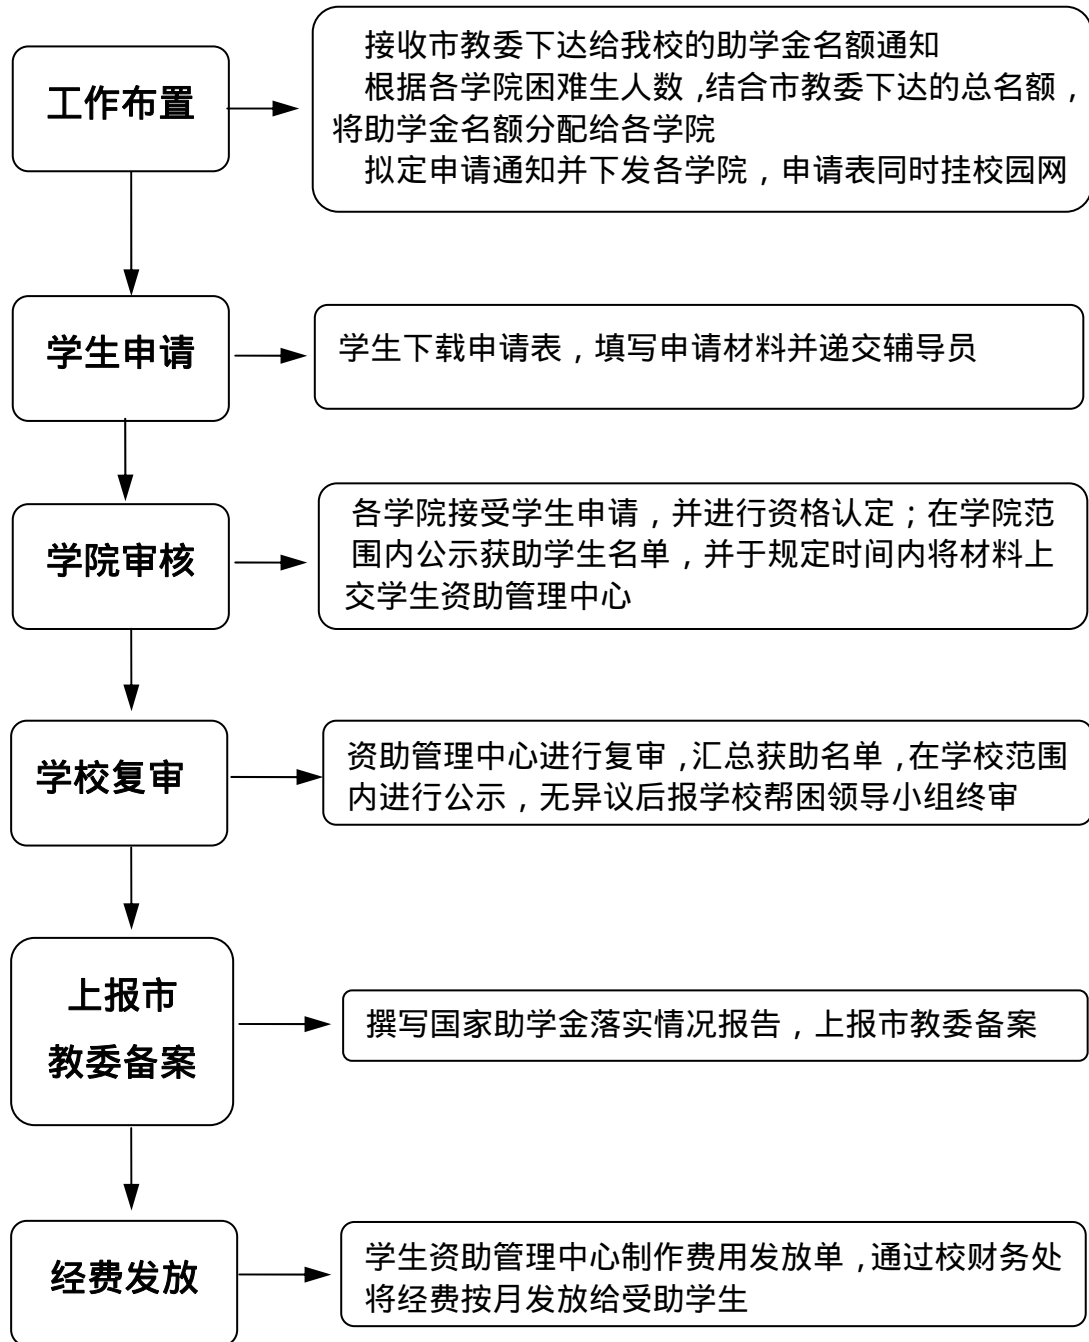 工作布置
接收市教委下达给我校的助学金名额通知
根据各学院困难生人数,结合市教委下达的总名额,
将助学金名额分配给各学院
拟定申请通知并下发各学院,申请表同时挂校园网
学生申请
学生下载申请表,填写申请材料并递交辅导员
学院审核
各学院接受学生申请,并进行资格认定;在学院范
围内公示获助学生名单,并于规定时间内将材料上
交学生资助管理中心
学校复审
资助管理中心进行复审,汇总获助名单,在学校范围
内进行公示,无异议后报学校帮困领导小组终审
上报市
教委备案
撰写国家助学金落实情况报告,上报市教委备案
经费发放
学生资助管理中心制作费用发放单,通过校财务处
将经费按月发放给受助学生